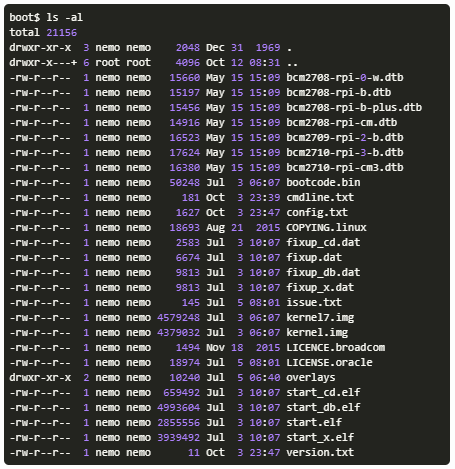 boot$ ls -al
total 21156
drwxr-xr-x  3 nemo nemo    2048 Dec 31  1969 .
drwxr-x---+ 6 root root    4096 Oct 12 08:31 ..
-rw-r--r--  1 nemo nemo   15660 May 15 15:09 bcm2708-rpi-0-w.dtb
-rw-r--r--  1 nemo nemo   15197 May 15 15:09 bcm2708-rpi-b.dtb
-rw-r--r--  1 nemo nemo   15456 May 15 15:09 bcm2708-rpi-b-plus.dtb
-rw-r--r--  1 nemo nemo   14916 May 15 15:09 bcm2708-rpi-cm.dtb
-rw-r--r--  1 nemo nemo   16523 May 15 15:09 bcm2709-rpi-2-b.dtb
-rw-r--r--  1 nemo nemo   17624 May 15 15:09 bcm2710-rpi-3-b.dtb
-rw-r--r--  1 nemo nemo   16380 May 15 15:09 bcm2710-rpi-cm3.dtb
-rw-r--r--  1 nemo nemo   50248 Jul  3 06:07 bootcode.bin
-rw-r--r--  1 nemo nemo     181 Oct  3 23:39 cmdline.txt
-rw-r--r--  1 nemo nemo    1627 Oct  3 23:47 config.txt
-rw-r--r--  1 nemo nemo   18693 Aug 21  2015 COPYING.linux
-rw-r--r--  1 nemo nemo    2583 Jul  3 10:07 fixup_cd.dat
-rw-r--r--  1 nemo nemo    6674 Jul  3 10:07 fixup.dat
-rw-r--r--  1 nemo nemo    9813 Jul  3 10:07 fixup_db.dat
-rw-r--r--  1 nemo nemo    9813 Jul  3 10:07 fixup_x.dat
-rw-r--r--  1 nemo nemo     145 Jul  5 08:01 issue.txt
-rw-r--r--  1 nemo nemo 4579248 Jul  3 06:07 kernel7.img
-rw-r--r--  1 nemo nemo 4379032 Jul  3 06:07 kernel.img
-rw-r--r--  1 nemo nemo    1494 Nov 18  2015 LICENCE.broadcom
-rw-r--r--  1 nemo nemo   18974 Jul  5 08:01 LICENSE.oracle
drwxr-xr-x  2 nemo nemo   10240 Jul  5 06:40 overlays
-rw-r--r--  1 nemo nemo  659492 Jul  3 10:07 start_cd.elf
-rw-r--r--  1 nemo nemo 4993604 Jul  3 10:07 start_db.elf
-rw-r--r--  1 nemo nemo 2855556 Jul  3 10:07 start.elf
-rw-r--r--  1 nemo nemo 3939492 Jul  3 10:07 start_x.elf
-rw-r--r--  1 nemo nemo      11 Oct  3 23:47 version.txt